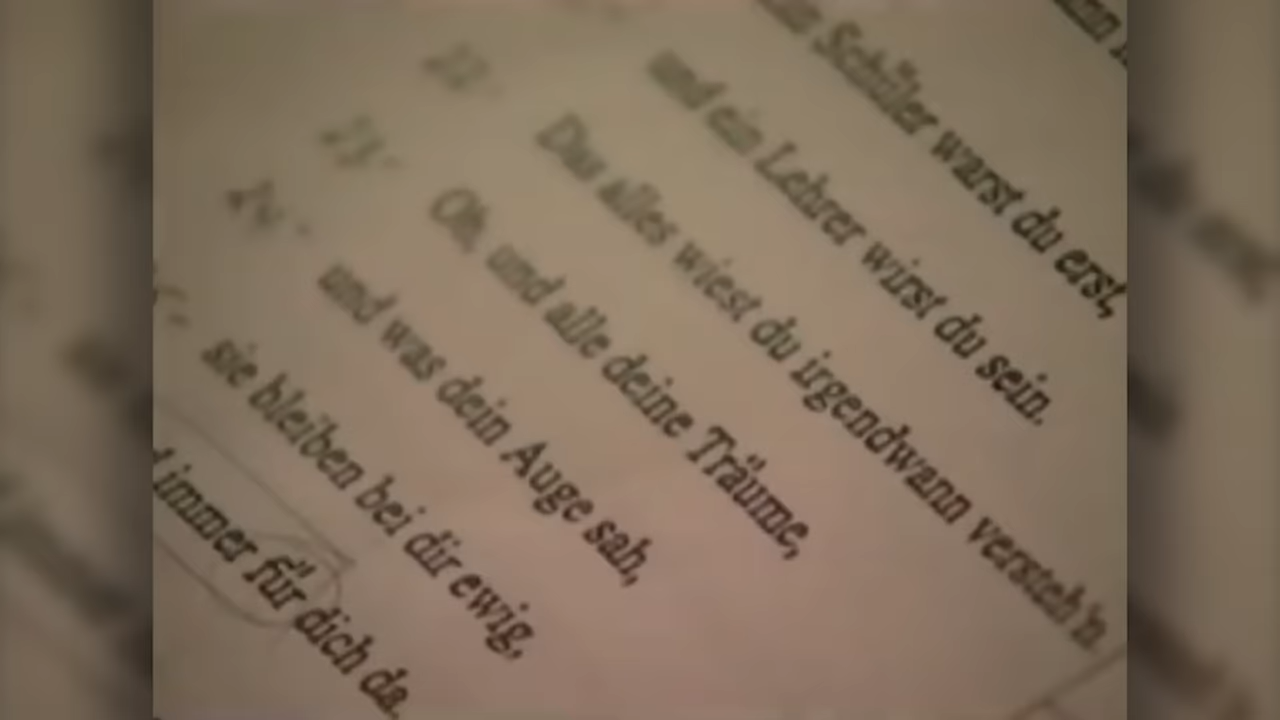 Schüler warst du erst,
und ein Lehrer wirst du sein.
Das alles wirst du irgendwann versteh'n.
Oh, und alle deine Träume,
und was dein Auge sah,
sie bleiben bei dir ewig,
immer für dich da.